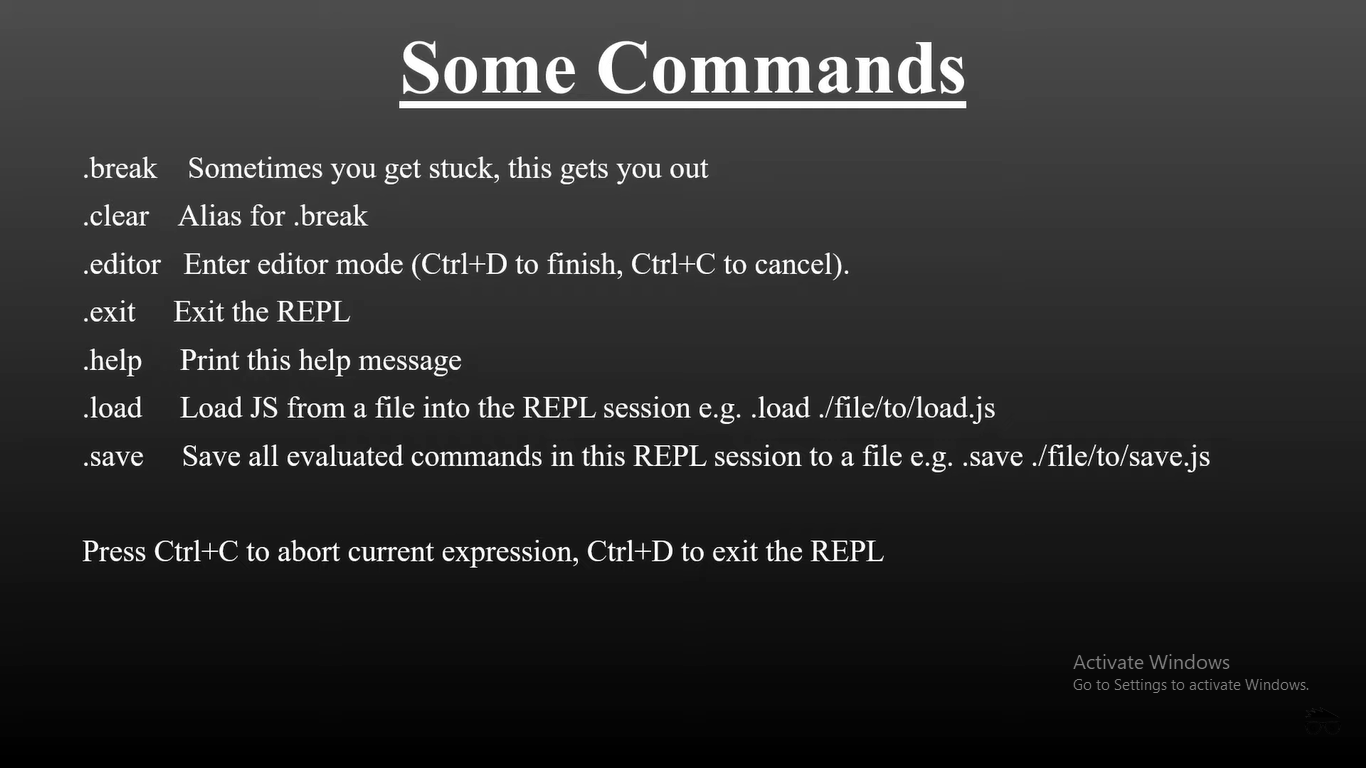 Some Commands
.break Sometimes you get stuck, this gets you out
.clear Alias for .break
.editor Enter editor mode (Ctrl+D to finish, Ctrl+C to cancel).
.exit Exit the REPL
.help Print this help message
.load Load JS from a file into the REPL session e.g. .load ./file/to/load.js
.save Save all evaluated commands in this REPL session to a file e.g. .save ./file/to/save.js
Press Ctrl+C to abort current expression, Ctrl+D to exit the REPL
Activate Windows
Go to Settings to activate Windows.